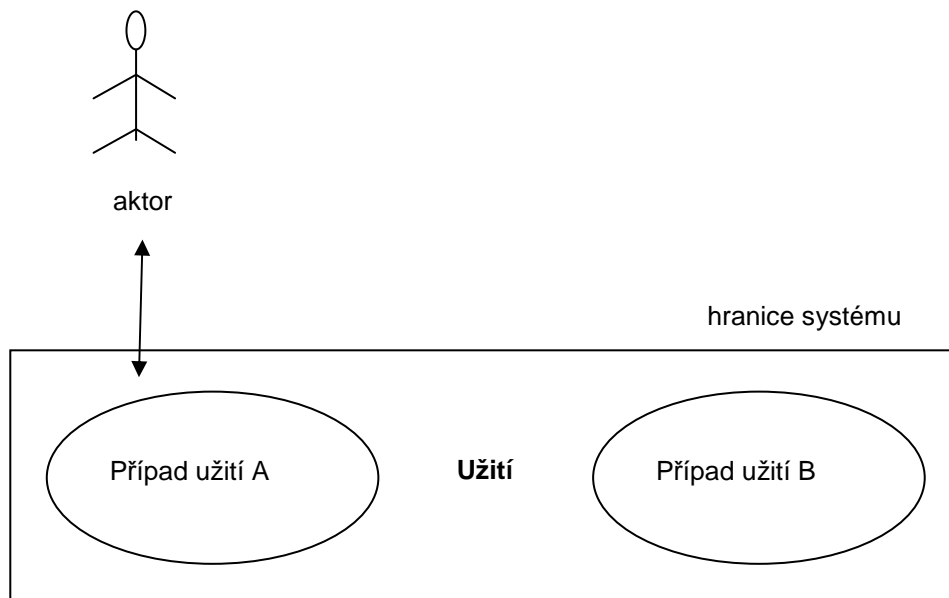 aktor
hranice systému
Případ užití A
Užití
Případ užití B